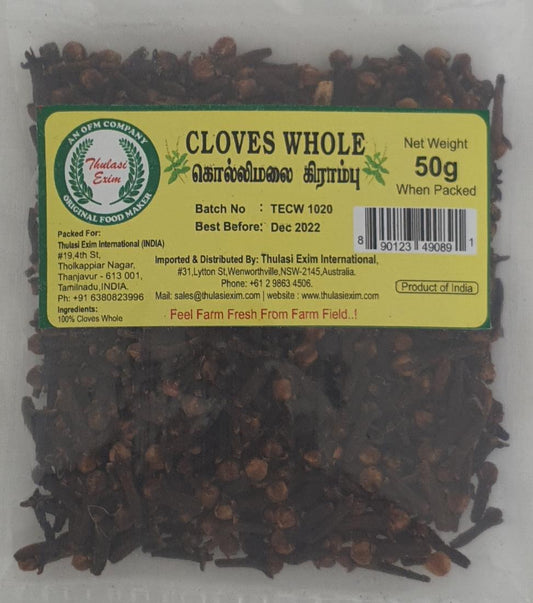 AN OFM COMPANY
Thulasi
Exim
ORIGINAL FOOD MAKER
CLOVES WHOLE
கொல்லிமலை கிராம்பு
Net Weight
50g
When Packed
Batch No : TECW 1020
Best Before: Dec 2022
8 90123 49089 1
Packed For:
Thulasi Exim International (INDIA)
#19,4th St,
Tholkappiar Nagar,
Thanjavur - 613 001,
Tamilnadu,INDIA.
Ph: +91 6380823996
Ingredients:
100% Cloves Whole
Imported & Distributed By: Thulasi Exim International,
#31,Lytton St,Wenworthville,NSW-2145,Australia.
Phone: +61 2 9863 4506.
Mail: sales@thulasiexim.com | website : www.thulasiexim.com
Product of India
Feel Farm Fresh From Farm Field..!